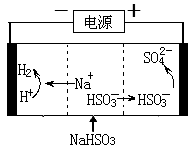 − 电源 +
H₂ Na⁺ SO₄²⁻
H⁺ HSO₃⁻ HSO₃⁻
NaHSO3